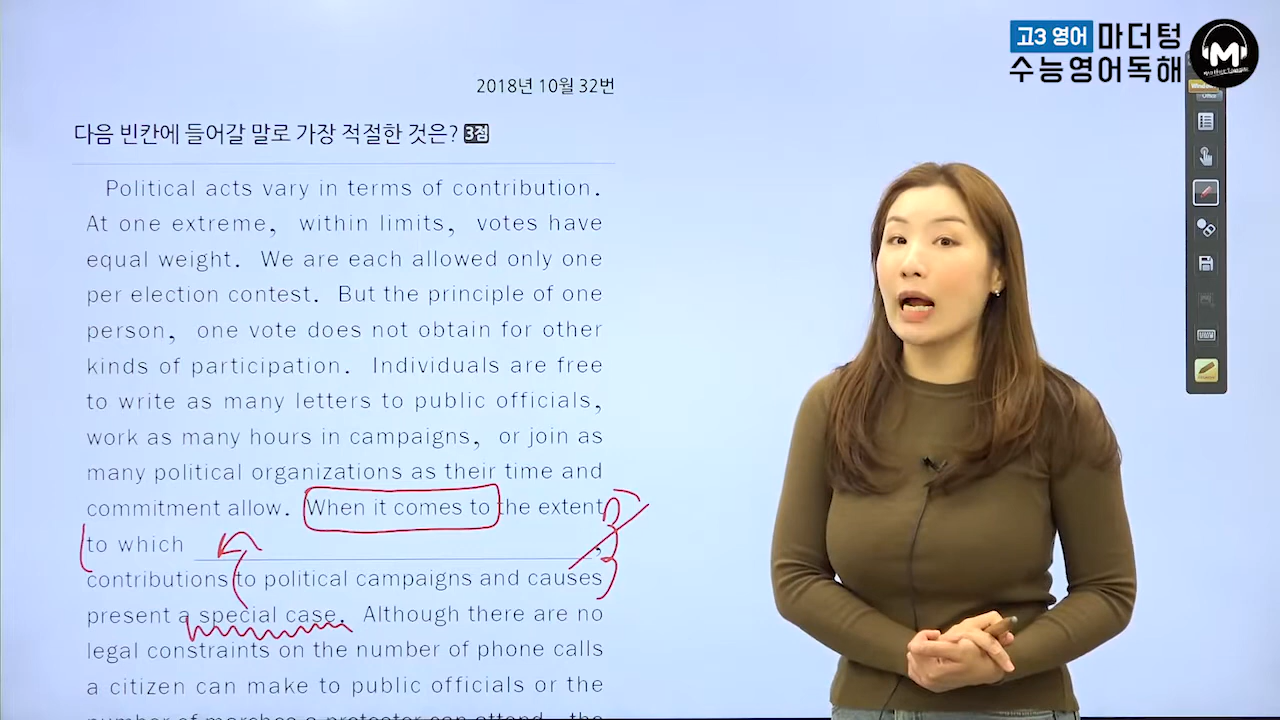 고3 영어 마더텅
수능영어독해
M
2018년 10월 32번
다음 빈칸에 들어갈 말로 가장 적절한 것은? 3점
Political acts vary in terms of contribution.
At one extreme, within limits, votes have
equal weight. We are each allowed only one
per election contest. But the principle of one
person, one vote does not obtain for other
kinds of participation. Individuals are free
to write as many letters to public officials,
work as many hours in campaigns, or join as
many political organizations as their time and
commitment allow. When it comes to the extent
to which ,
contributions to political campaigns and causes
present a special case. Although there are no
legal constraints on the number of phone calls
a citizen can make to public officials or the
number of marches a protester can attend, the